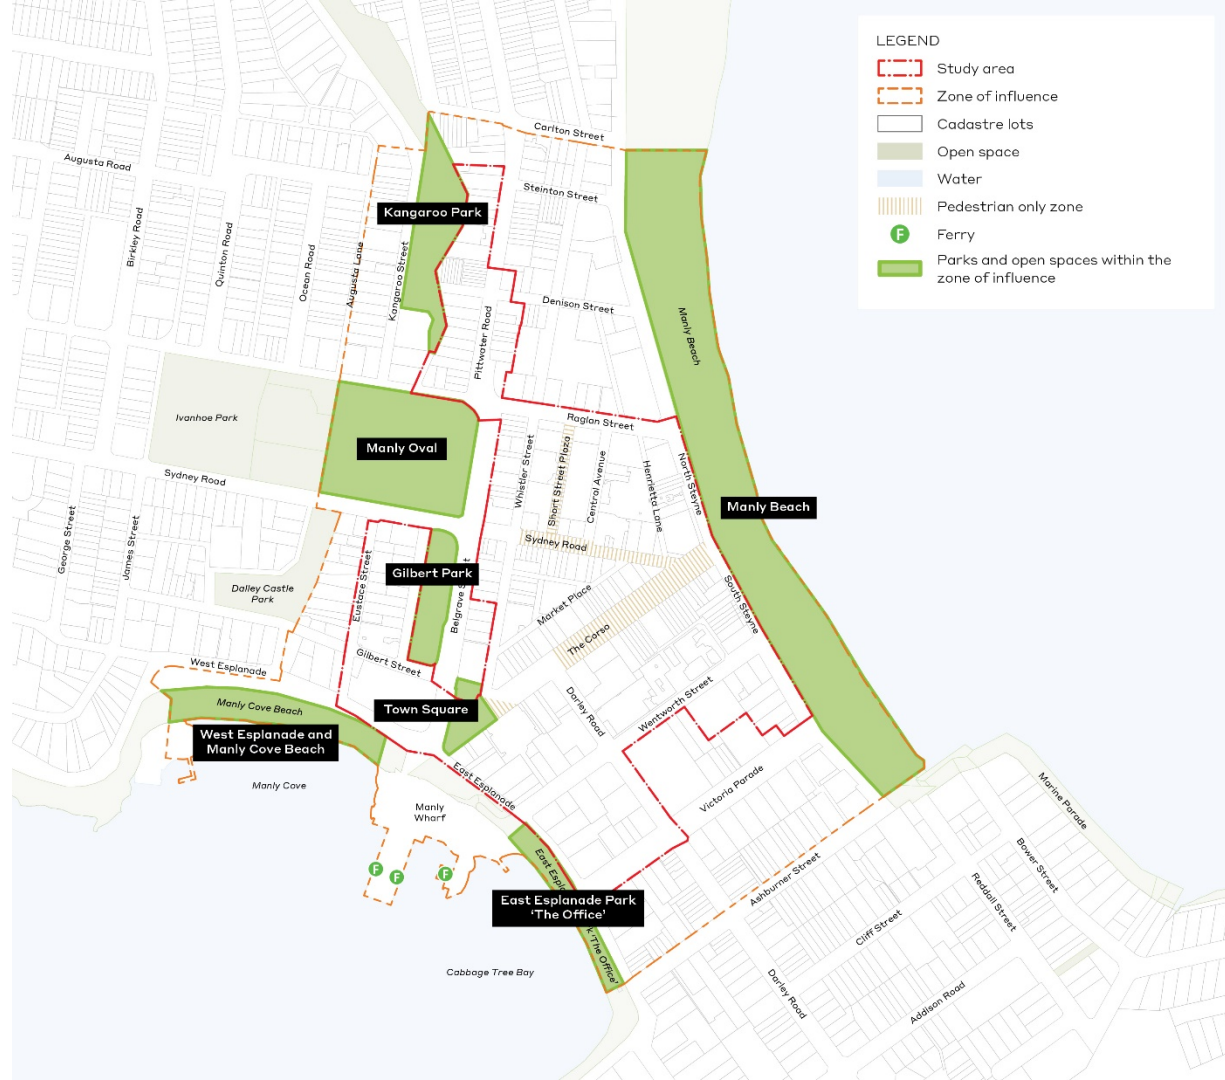 LEGEND
Study area
Zone of influence
Cadastre lots
Open space
Water
Pedestrian only zone
F
Ferry
Parks and open spaces within the
zone of influence
Carlton Street
Augusta Road
Steinton Street
Kangaroo Park
Birkley Road
Quinton Road
Ocean Road
Augusta Lane
Kangaroo Street
Pittwater Road
Denison Street
Manly Beach
Ivanhoe Park
Manly Oval
Raglan Street
Sydney Road
Whistler Street
Short Street Plaza
Central Avenue
Henrietta Lane
North Steyne
Manly Beach
George Street
James Street
Sydney Road
Eustace Street
Gilbert Park
Belgrave S
Dalley Castle
Park
Market Place
The Corso
South Steyne
West Esplanade
Gilbert Street
Manly Cove Beach
Town Square
Darley Road
Wentworth Street
West Esplanade and
Manly Cove Beach
East Esplanade
Victoria Parade
Manly Cove
Manly
Wharf
Marine Parade
F
F
F
East Espla
East Esplanade Park
'The Office'
k 'The Office'
Ashburner Street
Bower Street
Reddall Street
Cliff Street
Cabbage Tree Bay
Darley Road
Addison Road